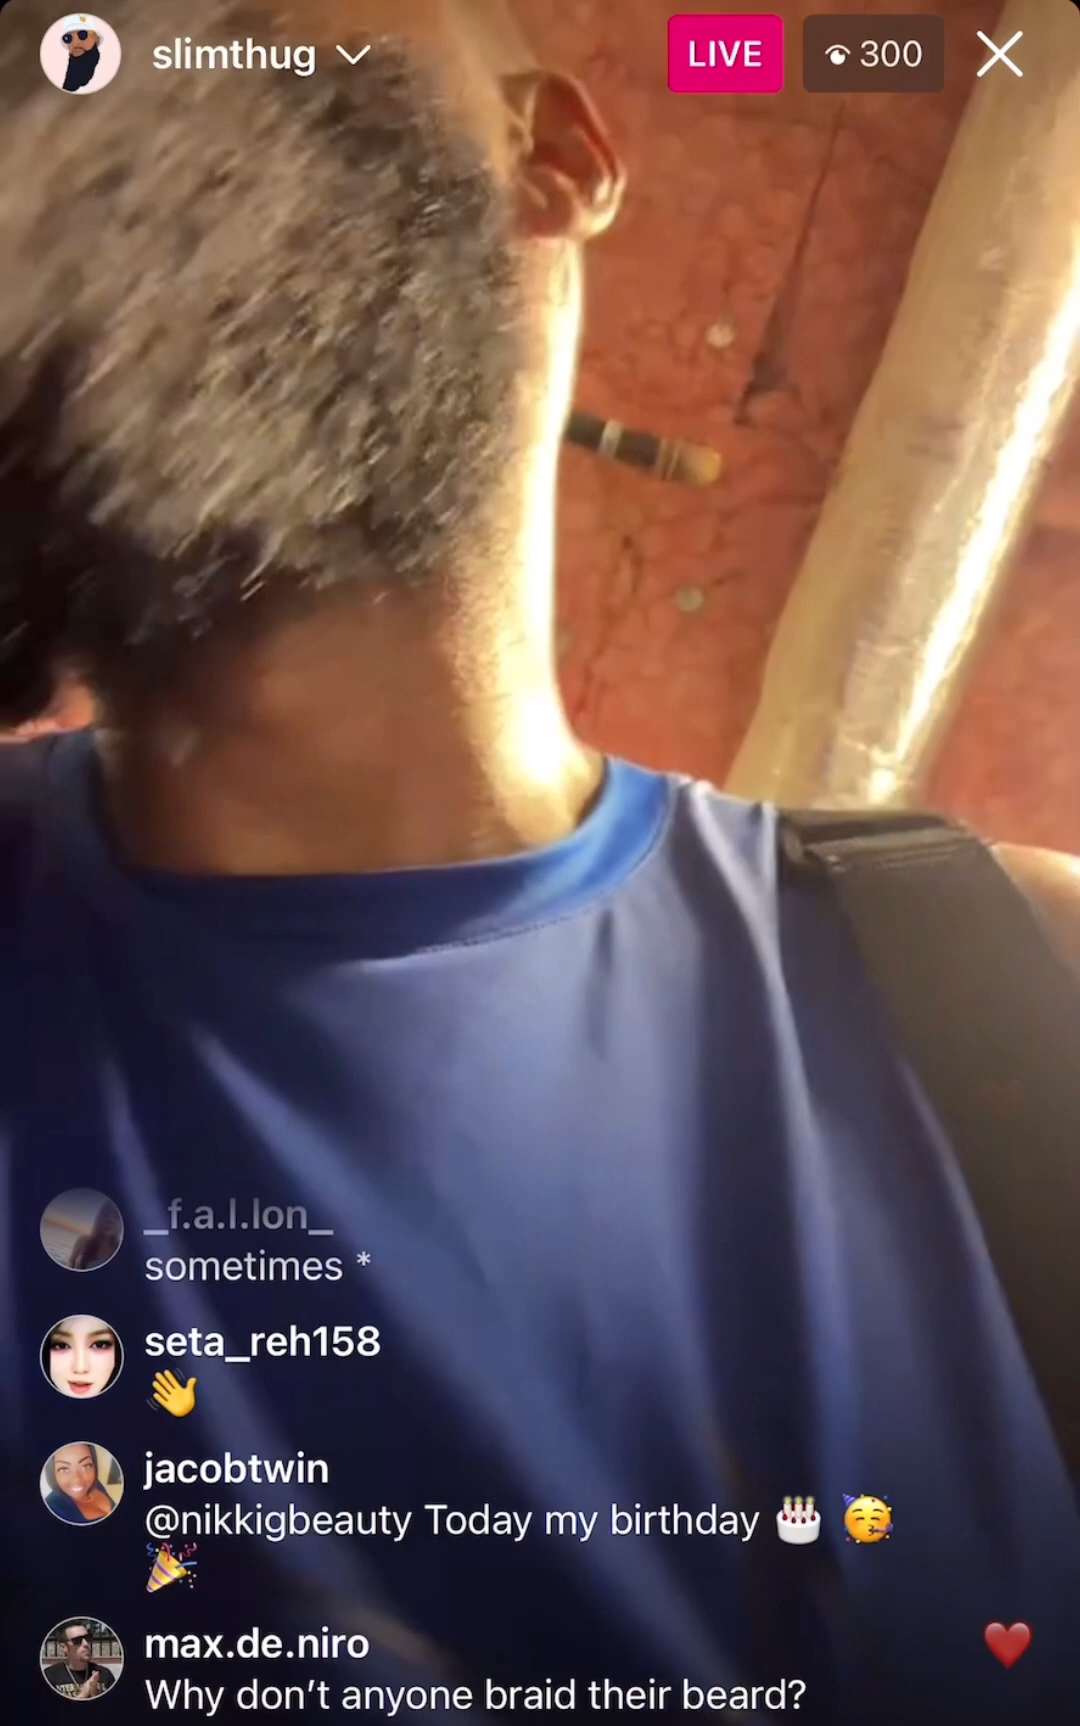 slimthug
LIVE
300
_f.a.l.lon_
sometimes *
seta_reh158
👋
jacobtwin
@nikkigbeauty Today my birthday 🎂 🥳
🎉
max.de.niro
Why don’t anyone braid their beard?